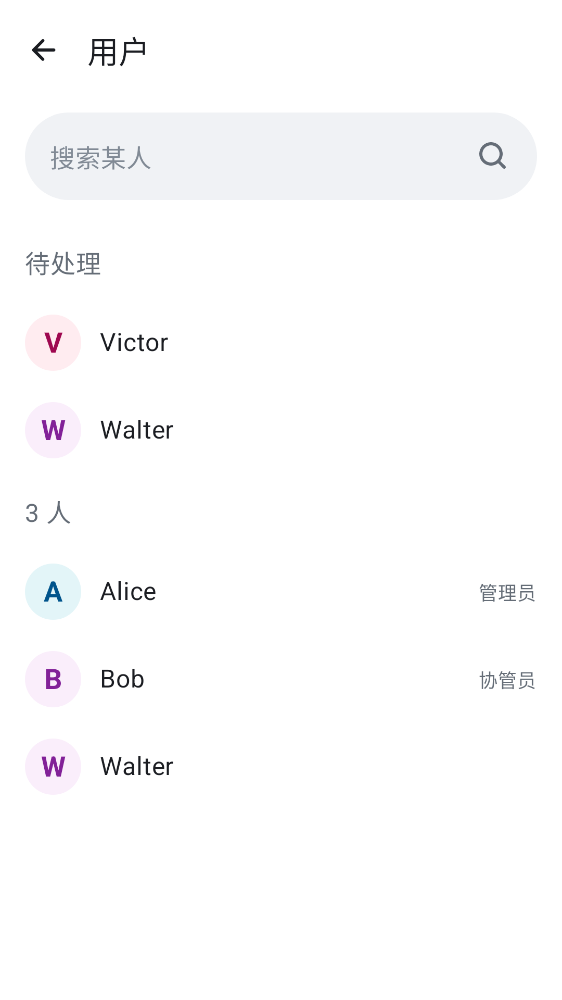 用户
搜索某人
待处理
V Victor
W Walter
3 人
A Alice 管理员
B Bob 协管员
W Walter